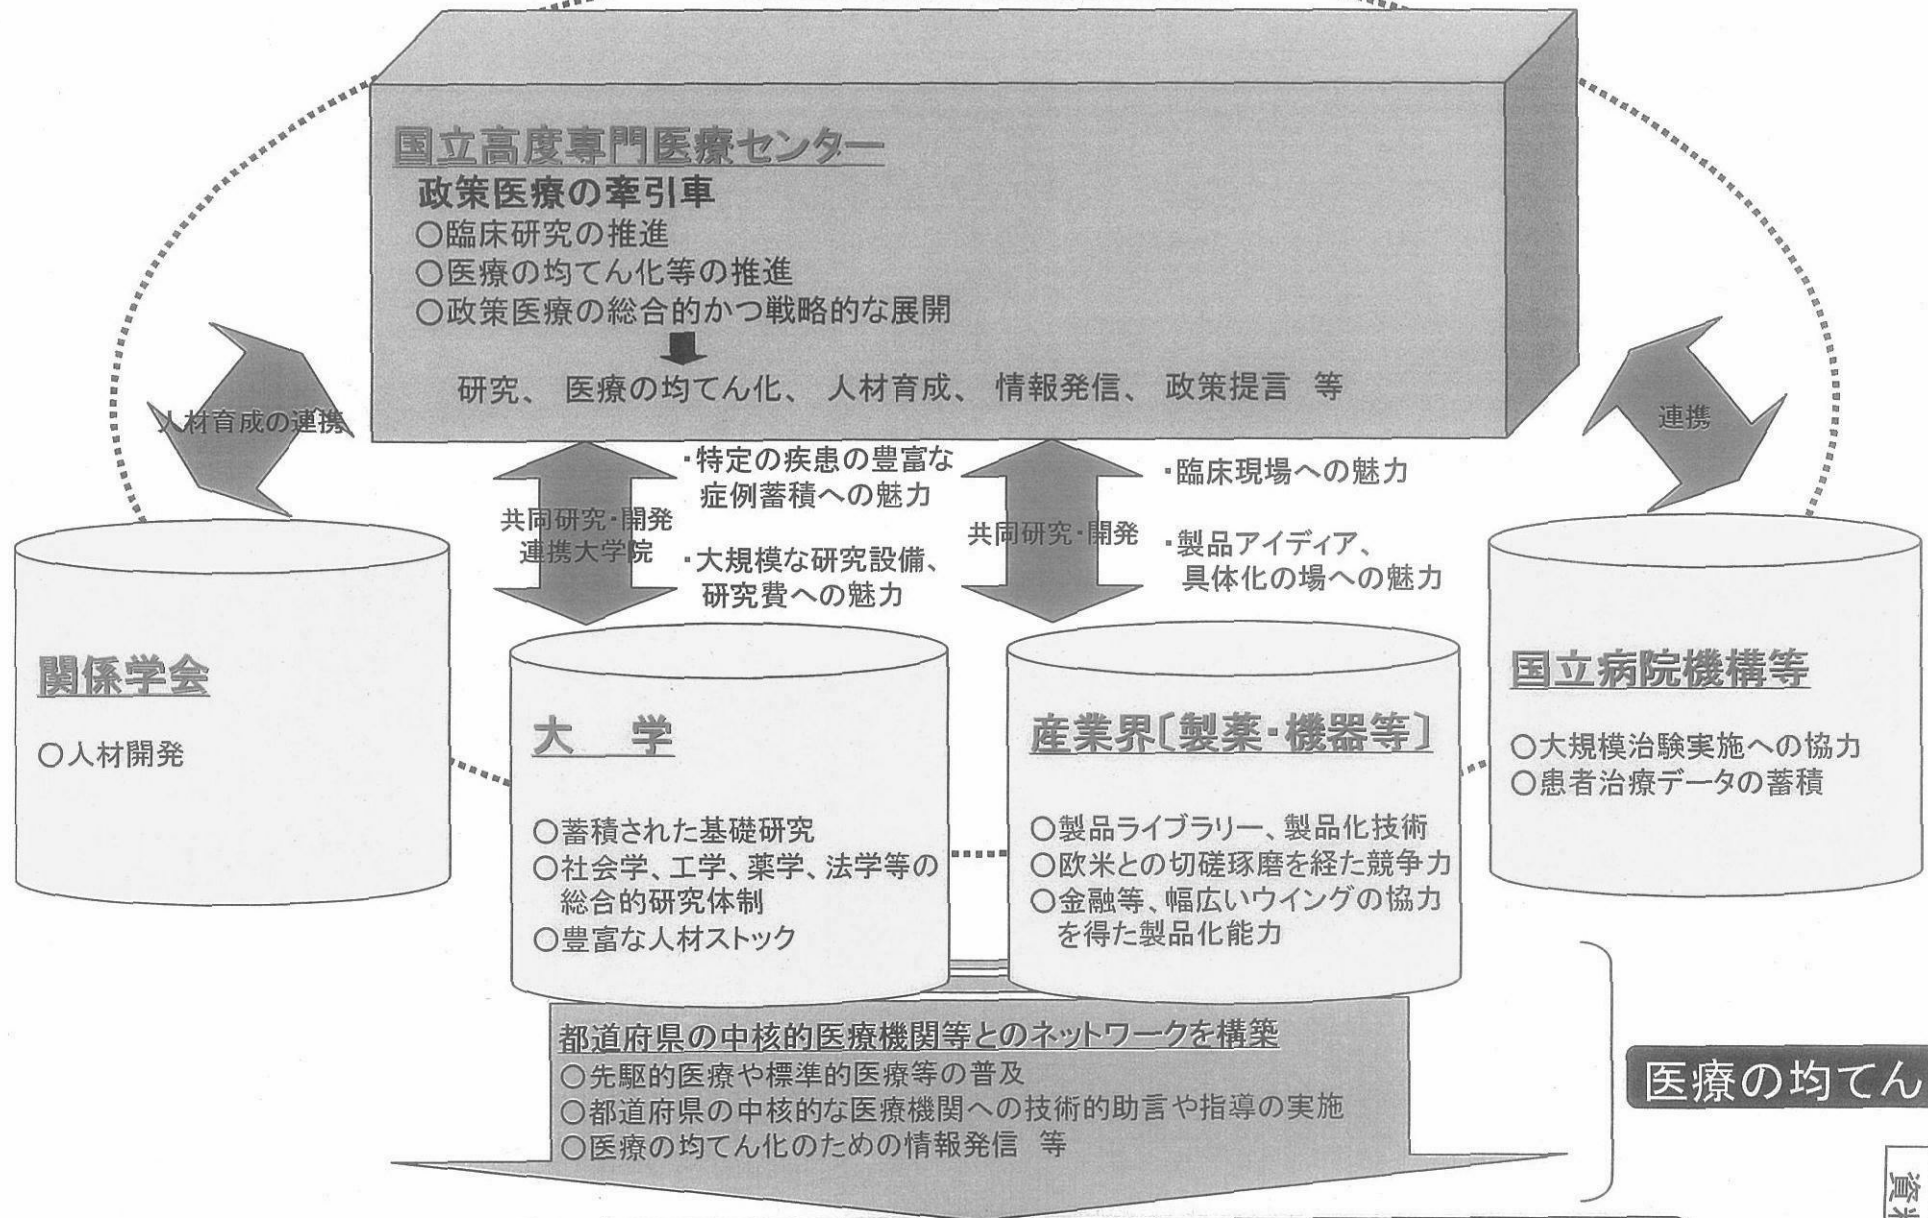 国立高度専門医療センター
政策医療の牽引車
○臨床研究の推進
○医療の均てん化等の推進
○政策医療の総合的かつ戦略的な展開
研究、 医療の均てん化、 人材育成、 情報発信、 政策提言 等
人材育成の連携
共同研究・開発
連携大学院
・特定の疾患の豊富な
症例蓄積への魅力
・大規模な研究設備、
研究費への魅力
共同研究・開発
・臨床現場への魅力
・製品アイディア、
具体化の場への魅力
連携
関係学会
○人材開発
大 学
○蓄積された基礎研究
○社会学、工学、薬学、法学等の
総合的研究体制
○豊富な人材ストック
産業界〔製薬・機器等〕
○製品ライブラリー、製品化技術
○欧米との切磋琢磨を経た競争力
○金融等、幅広いウイングの協力
を得た製品化能力
国立病院機構等
○大規模治験実施への協力
○患者治療データの蓄積
都道府県の中核的医療機関等とのネットワークを構築
○先駆的医療や標準的医療等の普及
○都道府県の中核的な医療機関への技術的助言や指導の実施
○医療の均てん化のための情報発信 等
医療の均てん
資